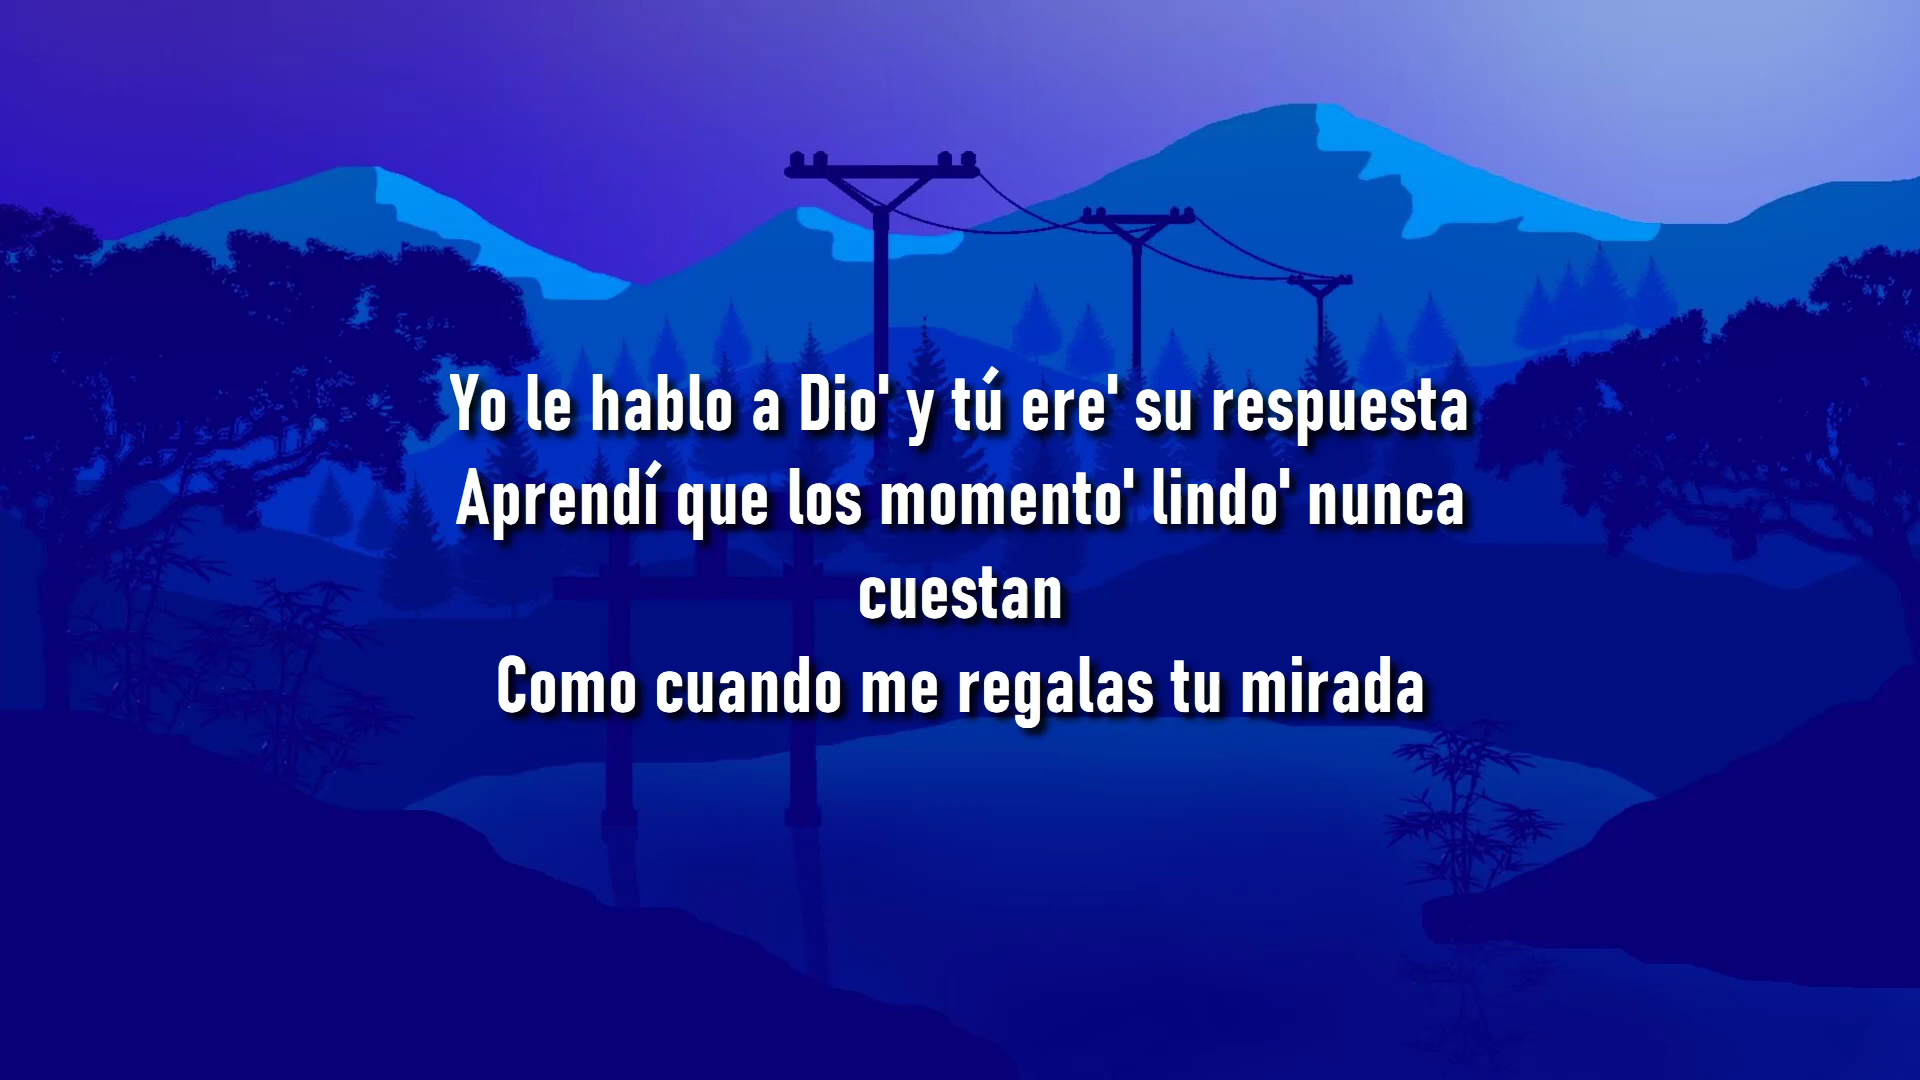 Yo le hablo a Dio' y tú ere' su respuesta
Aprendí que los momento' lindo' nunca
cuestan
Como cuando me regalas tu mirada